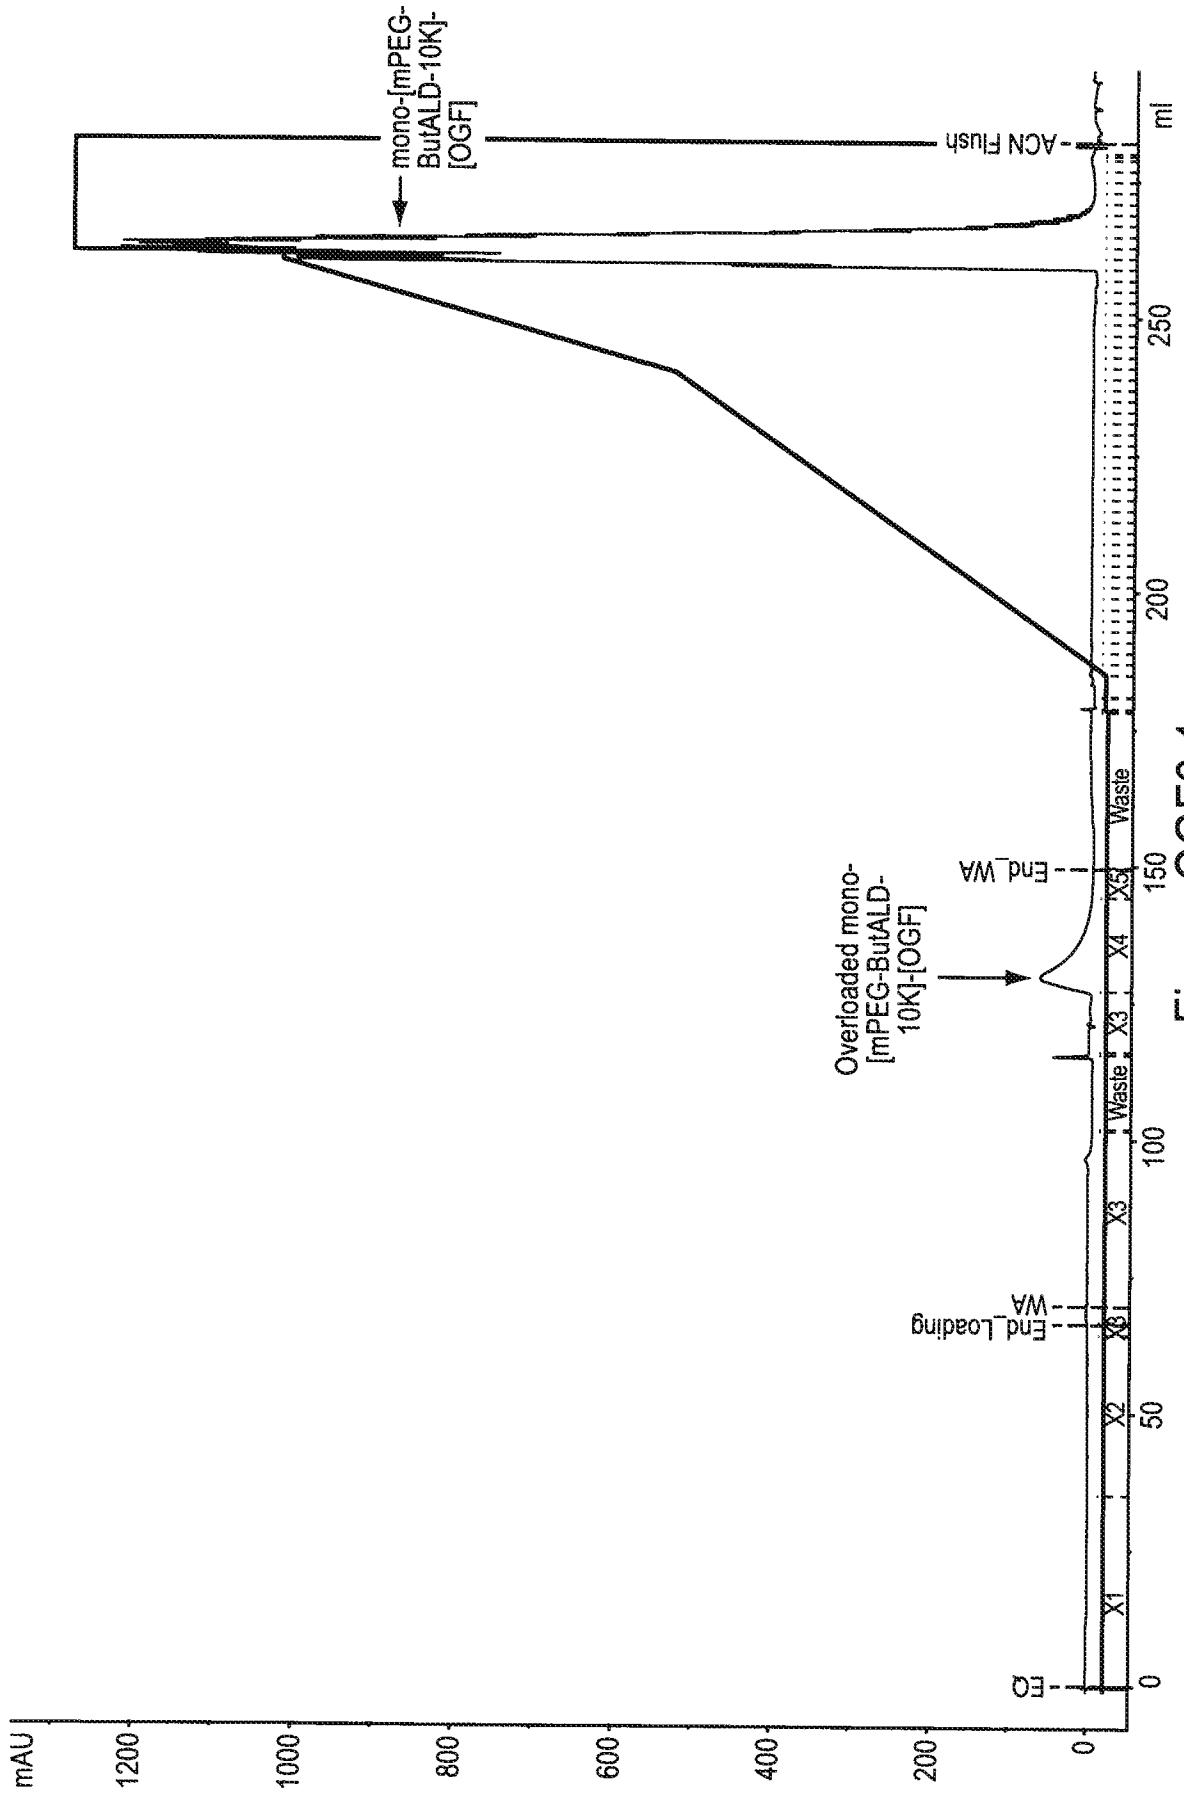 mAU
1200
1000
800
600
400
200
0
mono-[mPEG-
ButALD-10K]-
[OGF]
Overloaded mono-
[mPEG-ButALD-
10K]-[OGF]
EQ
End_Loading
WA
End_WA
ACN Flush
X1
X2
X3
X3
Waste
X3
X4
X5
Waste
0
50
100
150
200
250
ml